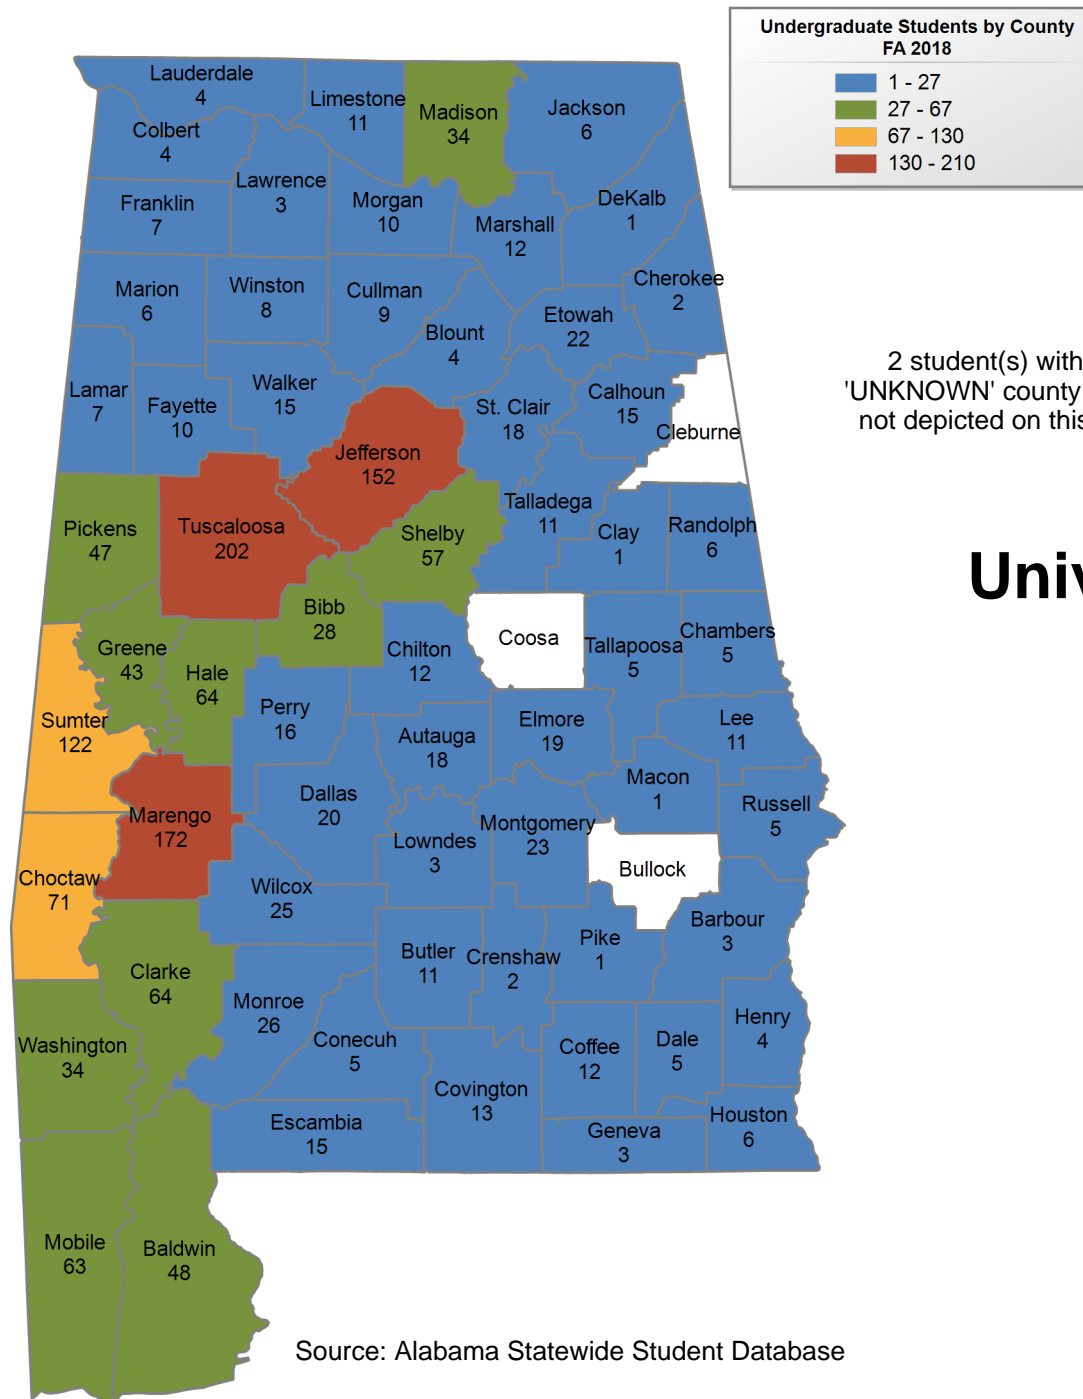 Undergraduate Students by County
FA 2018
1 - 27
27 - 67
67 - 130
130 - 210
Lauderdale
4
Limestone
11
Madison
34
Jackson
6
Colbert
4
Lawrence
3
Franklin
7
Morgan
10
DeKalb
1
Marshall
12
Cherokee
2
Marion
6
Winston
8
Cullman
9
Etowah
22
Blount
4
2 student(s) with
'UNKNOWN' county
not depicted on this
Lamar
7
Fayette
10
Walker
15
St. Clair
18
Calhoun
15
Cleburne
Jefferson
152
Talladega
11
Pickens
47
Tuscaloosa
202
Shelby
57
Clay
1
Randolph
6
Univ
Bibb
28
Greene
43
Hale
64
Chilton
12
Coosa
Tallapoosa
5
Chambers
5
Sumter
122
Perry
16
Autauga
18
Elmore
19
Lee
11
Macon
1
Russell
5
Marengo
172
Dallas
20
Lowndes
3
Montgomery
23
Bullock
Choctaw
71
Wilcox
25
Barbour
3
Clarke
64
Butler
11
Crenshaw
2
Pike
1
Monroe
26
Washington
34
Conecuh
5
Covington
13
Coffee
12
Dale
5
Henry
4
Escambia
15
Geneva
3
Houston
6
Mobile
63
Baldwin
48
Source: Alabama Statewide Student Database